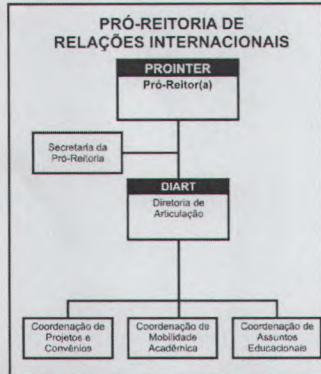 PRÓ-REITORIA DE
RELAÇÕES INTERNACIONAIS
PROINTER
Pró-Reitor(a)
Secretaria da
Pró-Reitoria
DIART
Diretoria de
Articulação
Coordenação de
Projetos e
Convênios
Coordenação de
Mobilidade
Acadêmica
Coordenação de
Assuntos
Educacionais